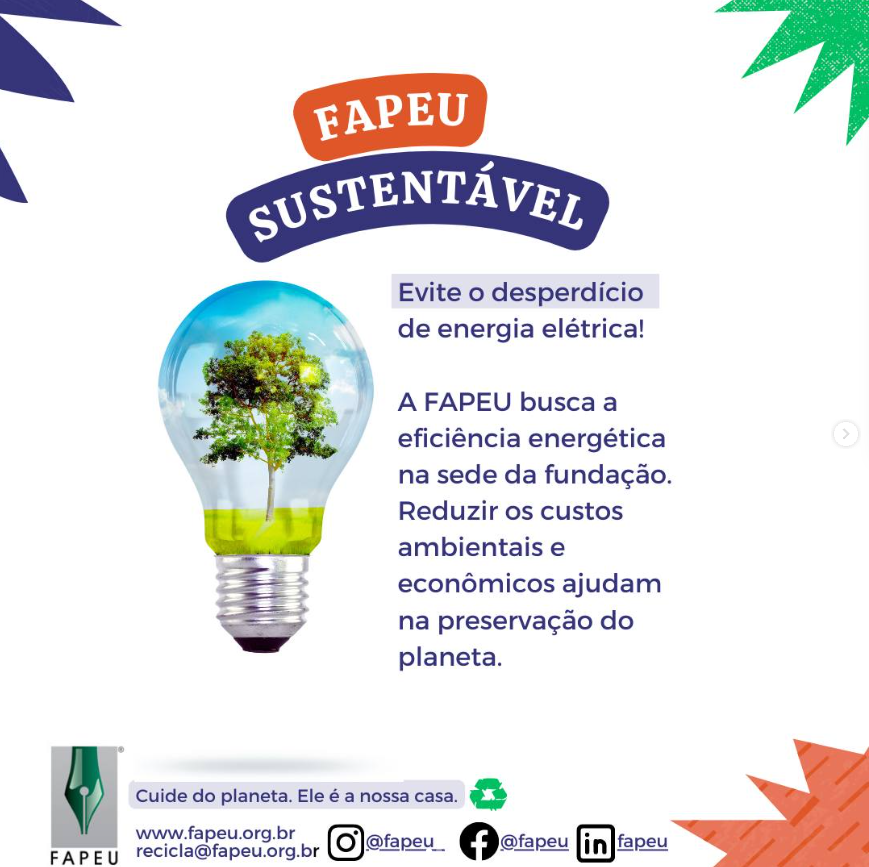 FAPEU
SUSTENTÁVEL
Evite o desperdício
de energia elétrica!
A FAPEU busca a
eficiência energética
na sede da fundação.
Reduzir os custos
ambientais e
econômicos ajudam
na preservação do
planeta.
®
FAPEU
Cuide do planeta. Ele é a nossa casa.
www.fapeu.org.br
recicla@fapeu.org.br
@fapeu_
@fapeu
in
fapeu